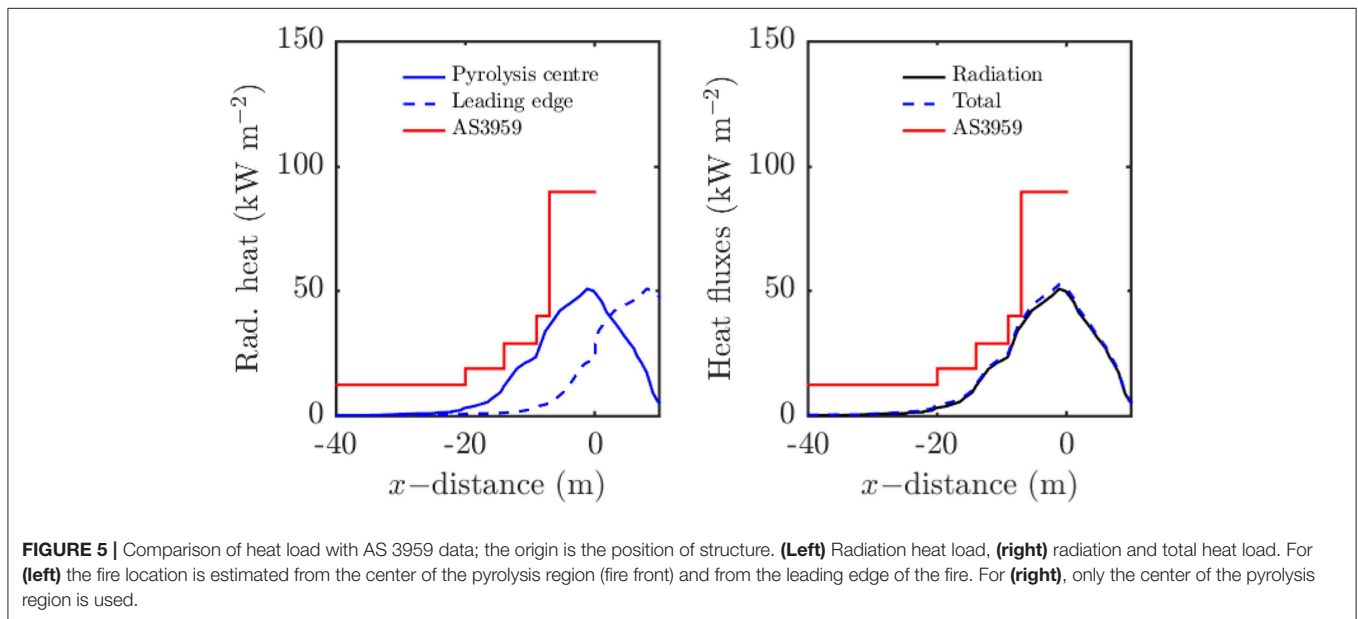 150
100
50
0
-40
-20
0
Rad. heat (kW m−2)
x−distance (m)
Pyrolysis centre
Leading edge
AS3959
150
100
50
0
-40
-20
0
Heat fluxes (kW m−2)
x−distance (m)
Radiation
Total
AS3959
FIGURE 5 | Comparison of heat load with AS 3959 data; the origin is the position of structure. (Left) Radiation heat load, (right) radiation and total heat load. For
(left) the fire location is estimated from the center of the pyrolysis region (fire front) and from the leading edge of the fire. For (right), only the center of the pyrolysis
region is used.